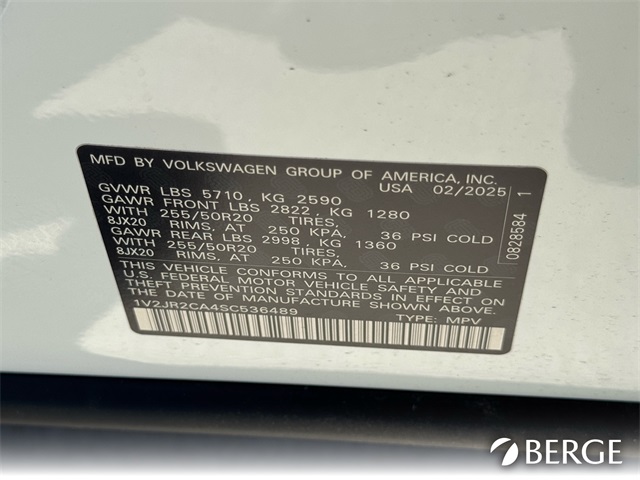 MFD BY VOLKSWAGEN GROUP OF AMERICA, INC.
USA 02/2025
GVWR LBS 5710, KG 2590
GAWR FRONT LBS 2822, KG 1280
WITH 255/50R20 TIRES,
8JX20 RIMS, AT 250 KPA, 36 PSI COLD
GAWR REAR LBS 2998, KG 1360
WITH 255/50R20 TIRES,
8JX20 RIMS, AT 250 KPA, 36 PSI COLD
THIS VEHICLE CONFORMS TO ALL APPLICABLE
U.S. FEDERAL MOTOR VEHICLE SAFETY AND
THEFT PREVENTION STANDARDS IN EFFECT ON
THE DATE OF MANUFACTURE SHOWN ABOVE.
1V2JR2CA4SC536489 TYPE: MPV
0828584 1
BERGE